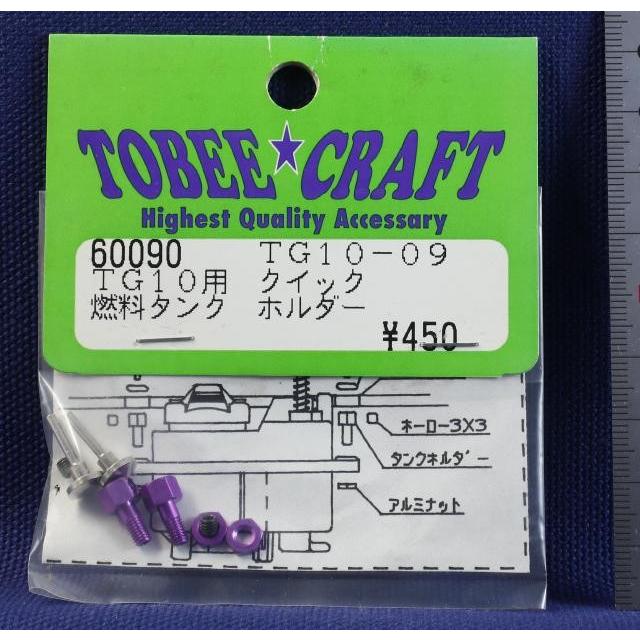 TOBEE★CRAFT
Highest Quality Accessary
60090 TG10-09
TG10用 クイック
燃料タンク ホルダー
¥450
ホーロー3X3
タンクホルダー
アルミナット